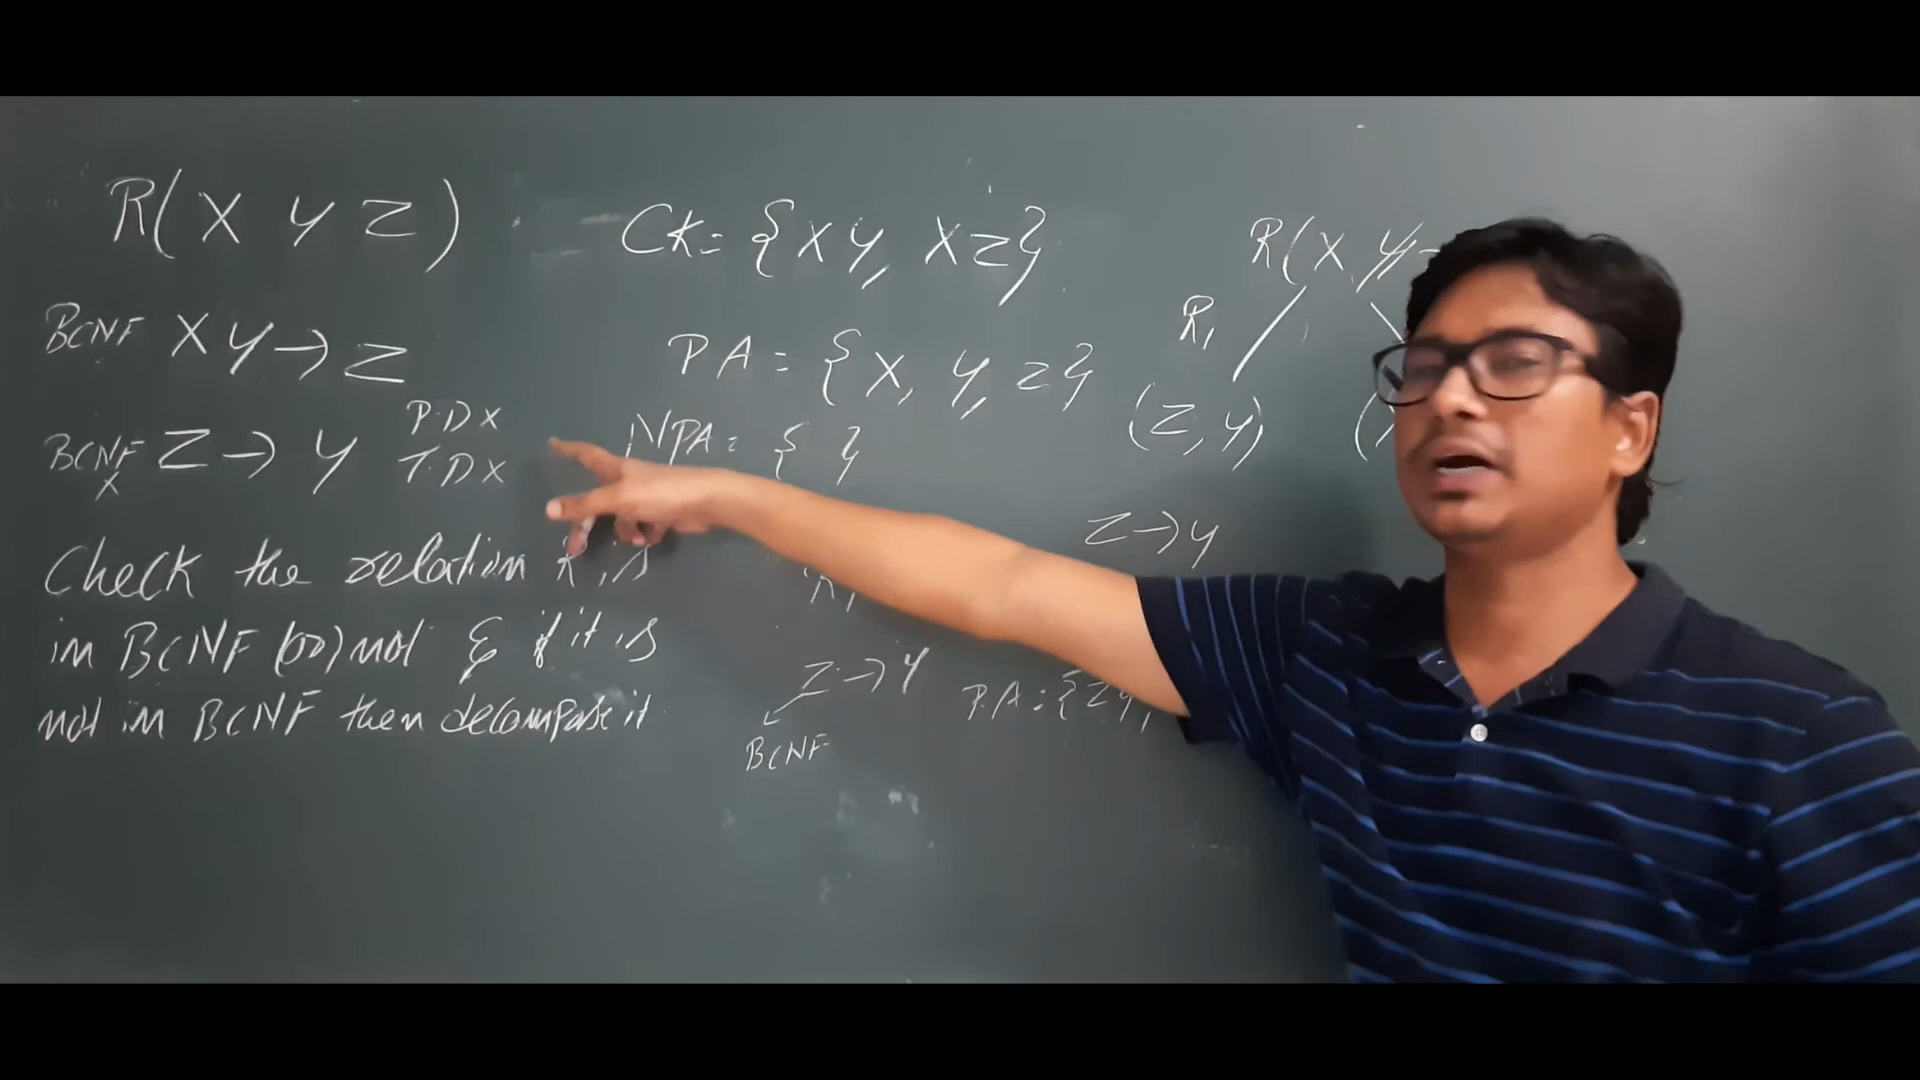 R(X Y Z)
BCNF XY→Z
BCNF X Z→Y P.D X
T.D X
Check the relation R is
in BCNF (or) not & if it is
not in BCNF then decompose it
CK = {XY, XZ}
PA = {X, Y, Z}
NPA = { }
R(X Y
R1
(Z, Y) (
Z→Y
R1
Z→Y
BCNF
P.A = {Z Y,